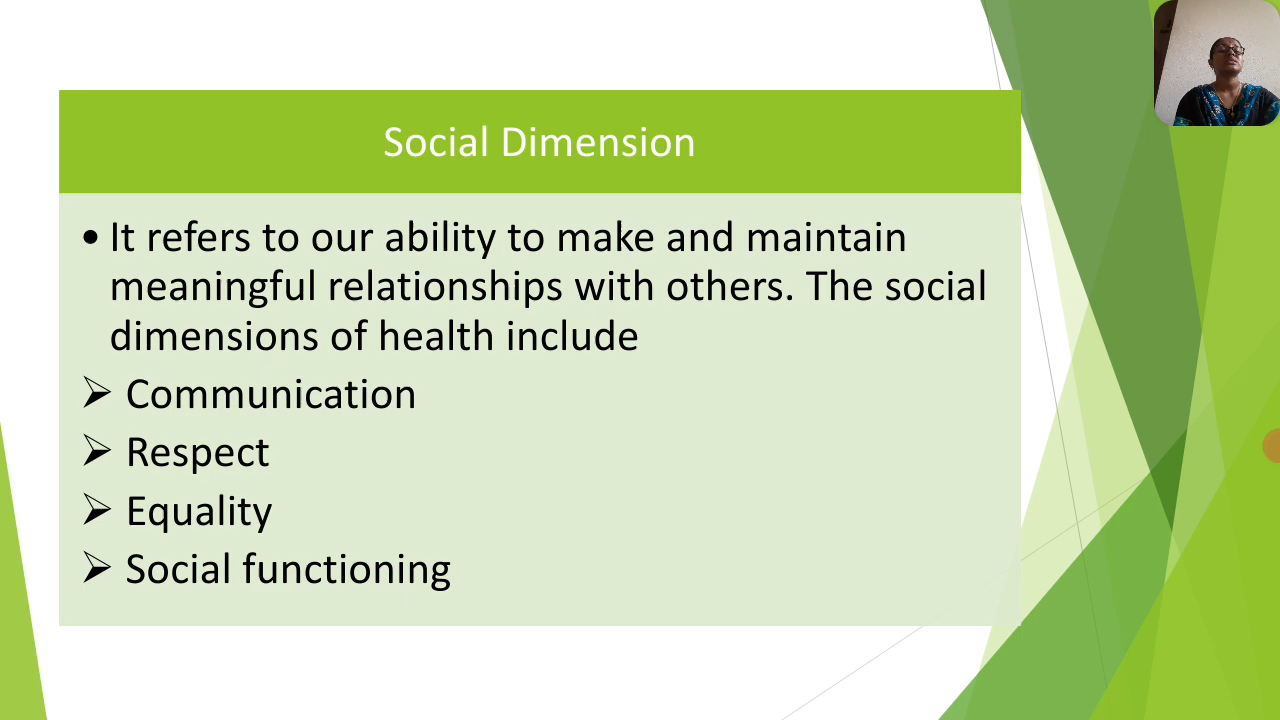 Social Dimension
• It refers to our ability to make and maintain
meaningful relationships with others. The social
dimensions of health include
➢ Communication
➢ Respect
➢ Equality
➢ Social functioning